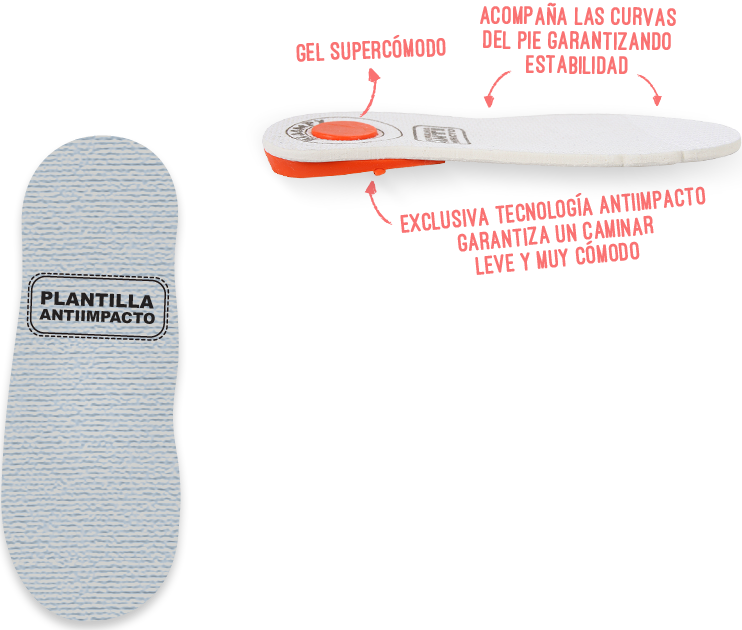 GEL SUPERCÓMODO
ACOMPAÑA LAS CURVAS
DEL PIE GARANTIZANDO
ESTABILIDAD
ANTIIMPACTO
EXCLUSIVA TECNOLOGÍA ANTIIMPACTO
GARANTIZA UN CAMINAR
LEVE Y MUY CÓMODO
PLANTILLA
ANTIIMPACTO